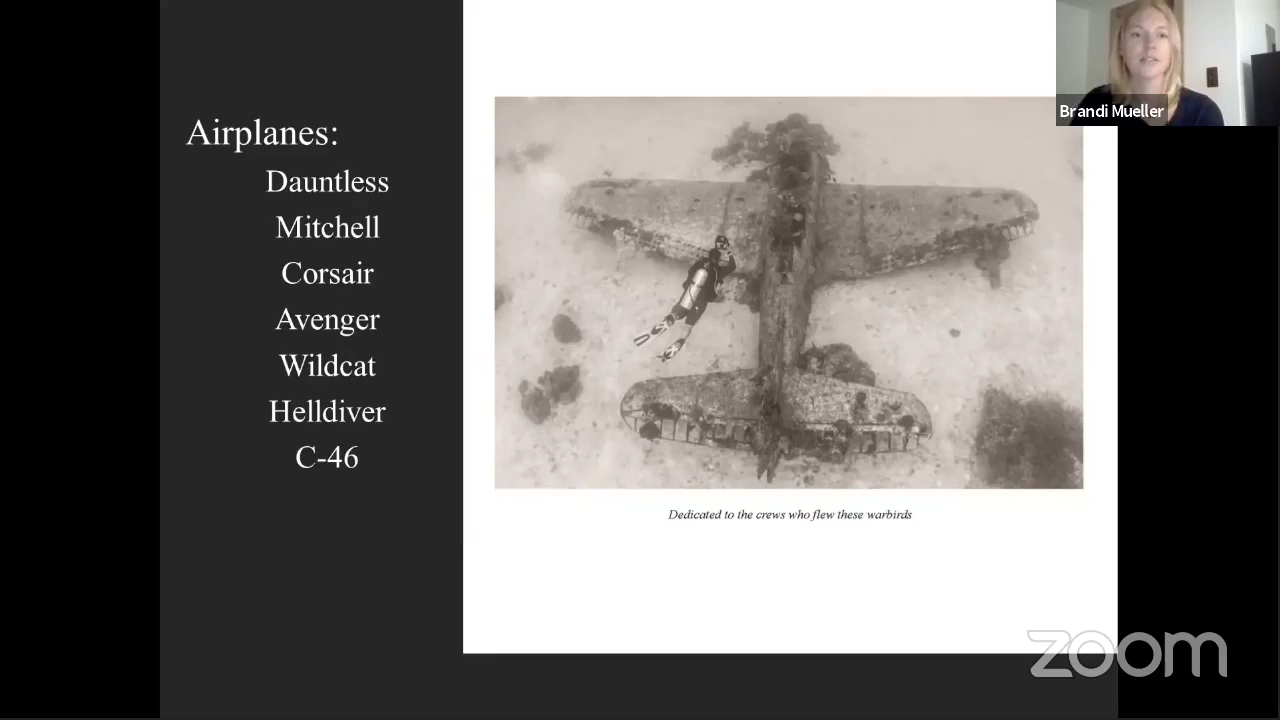 Airplanes:
Dauntless
Mitchell
Corsair
Avenger
Wildcat
Helldiver
C-46
Brandi Mueller
Dedicated to the crews who flew these warbirds
zoom